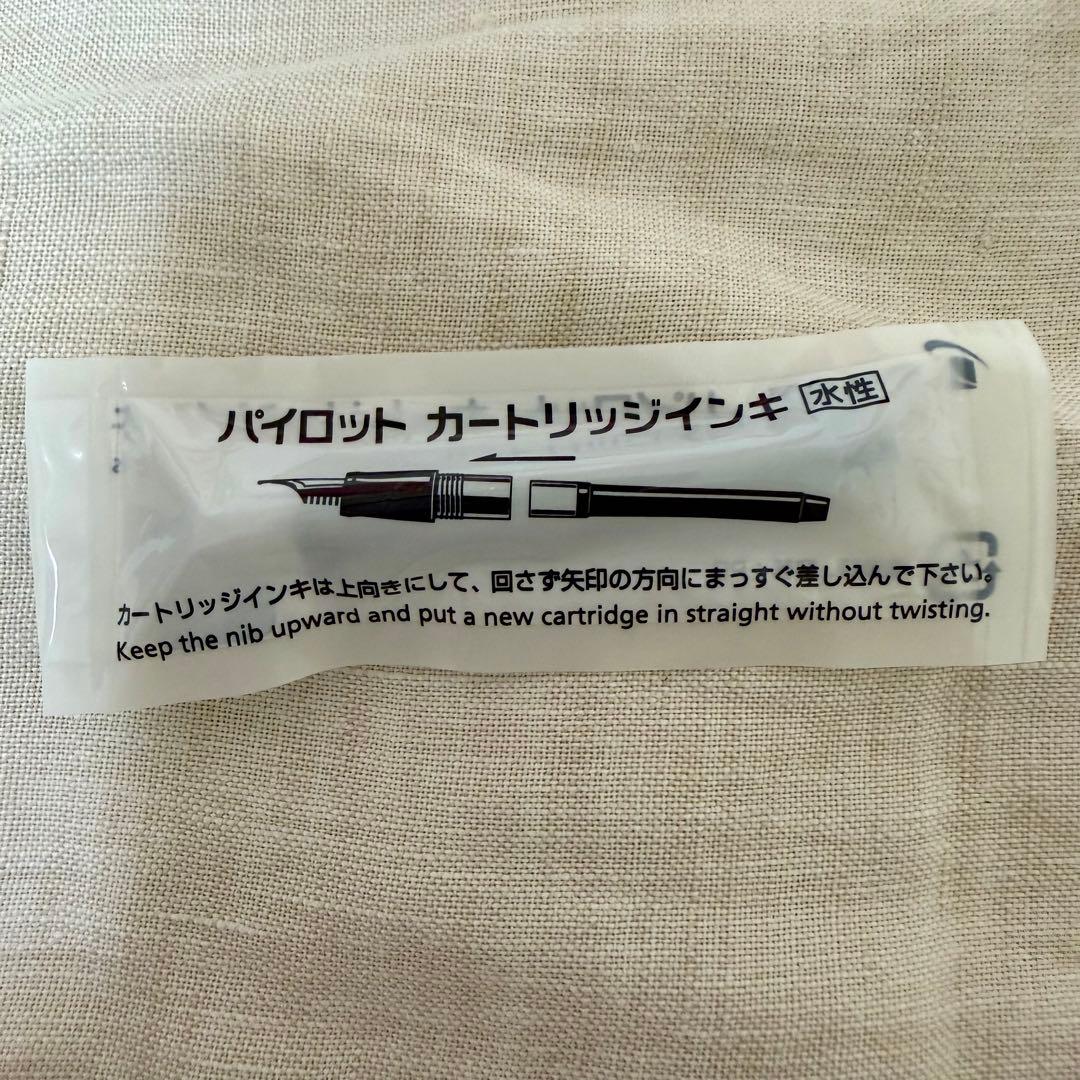 パイロット カートリッジインキ 水性
カートリッジインキは上向きにして、回さず矢印の方向にまっすぐ差し込んで下さい。
Keep the nib upward and put a new cartridge in straight without twisting.